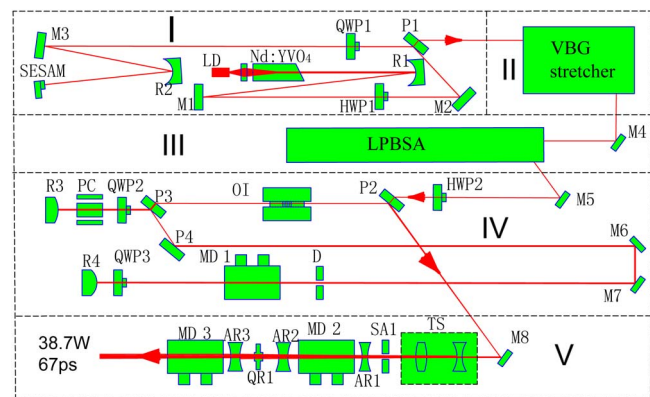 I
M3
QWP1
P1
LD
Nd:YVO₄
SESAM
R1
R2
M1
HWP1
M2
II
VBG
stretcher
III
LPBSA
M4
R3
PC
QWP2
P3
OI
P2
HWP2
M5
P4
IV
M6
R4
QWP3
MD 1
D
M7
38.7W
67ps
MD 3
AR3
QR1
AR2
MD 2
SA1
AR1
TS
M8
V